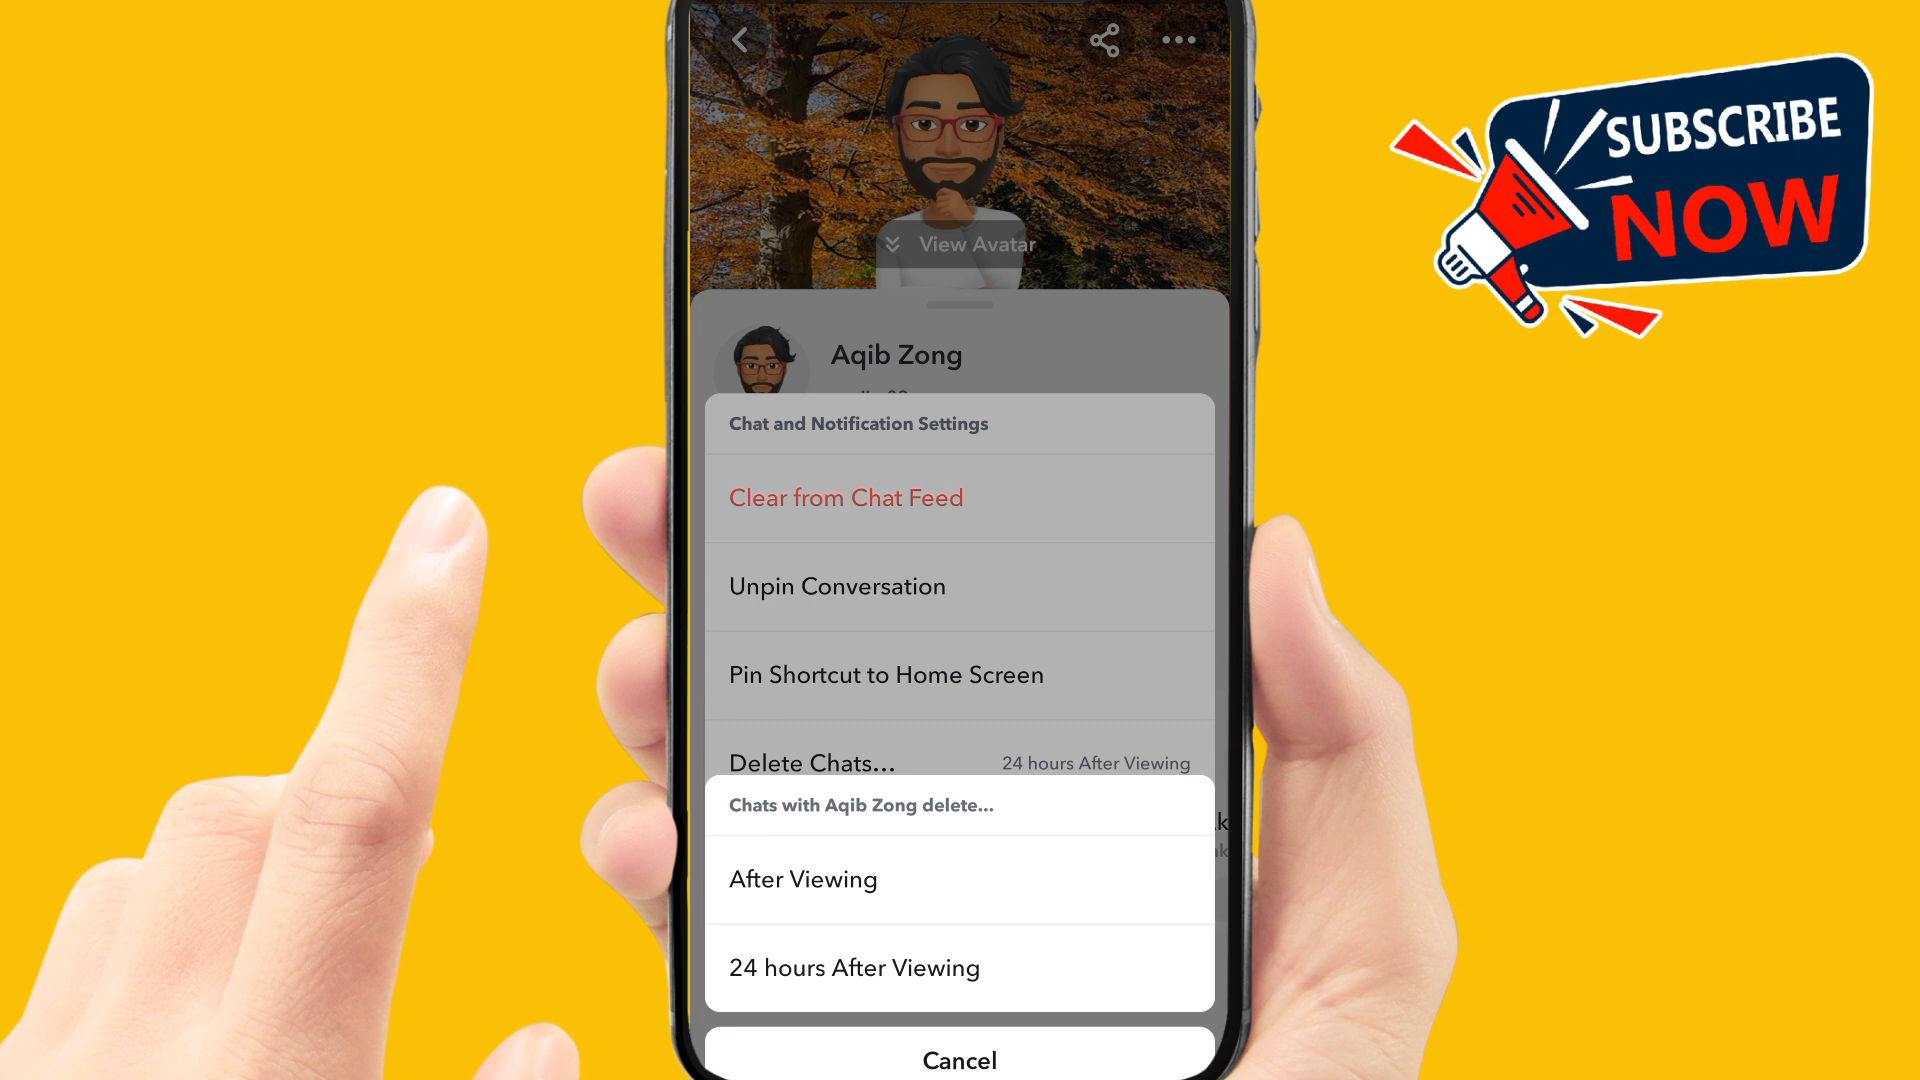 SUBSCRIBE
NOW
View Avatar
Aqib Zong
Chat and Notification Settings
Clear from Chat Feed
Unpin Conversation
Pin Shortcut to Home Screen
Delete Chats... 24 hours After Viewing
Chats with Aqib Zong delete...
After Viewing
24 hours After Viewing
Cancel